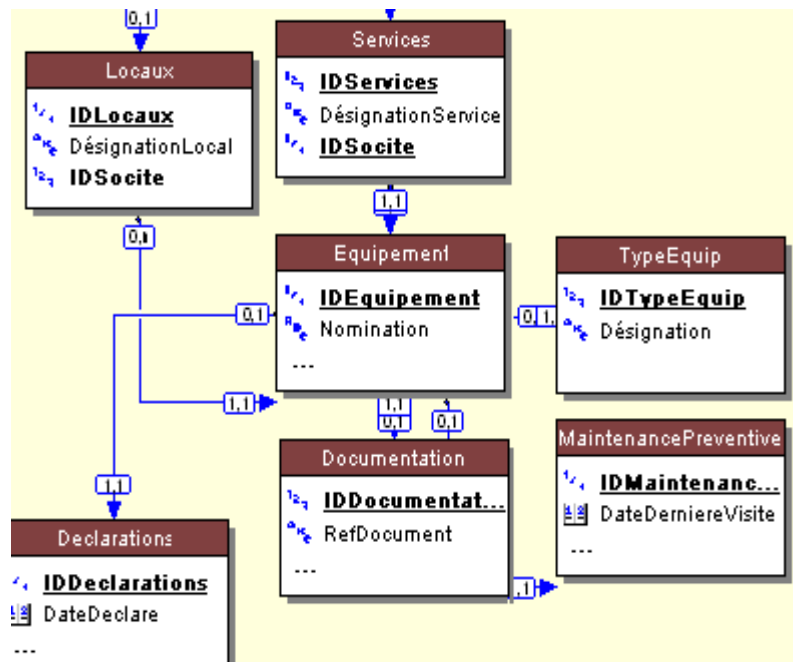 0,1
Services
IDServices
DésignationService
IDSocite
Locaux
IDLocaux
DésignationLocal
IDSocite
1,1
Equipement
IDEquipement
Nomination
...
TypeEquip
IDTypeEquip
Désignation
0,1
1,1
1,1
0,1
0,1
Documentation
IDDocumentat...
RefDocument
...
MaintenancePreventive
IDMaintenanc...
DateDerniereVisite
...
1,1
Declarations
IDDeclarations
DateDeclare
...